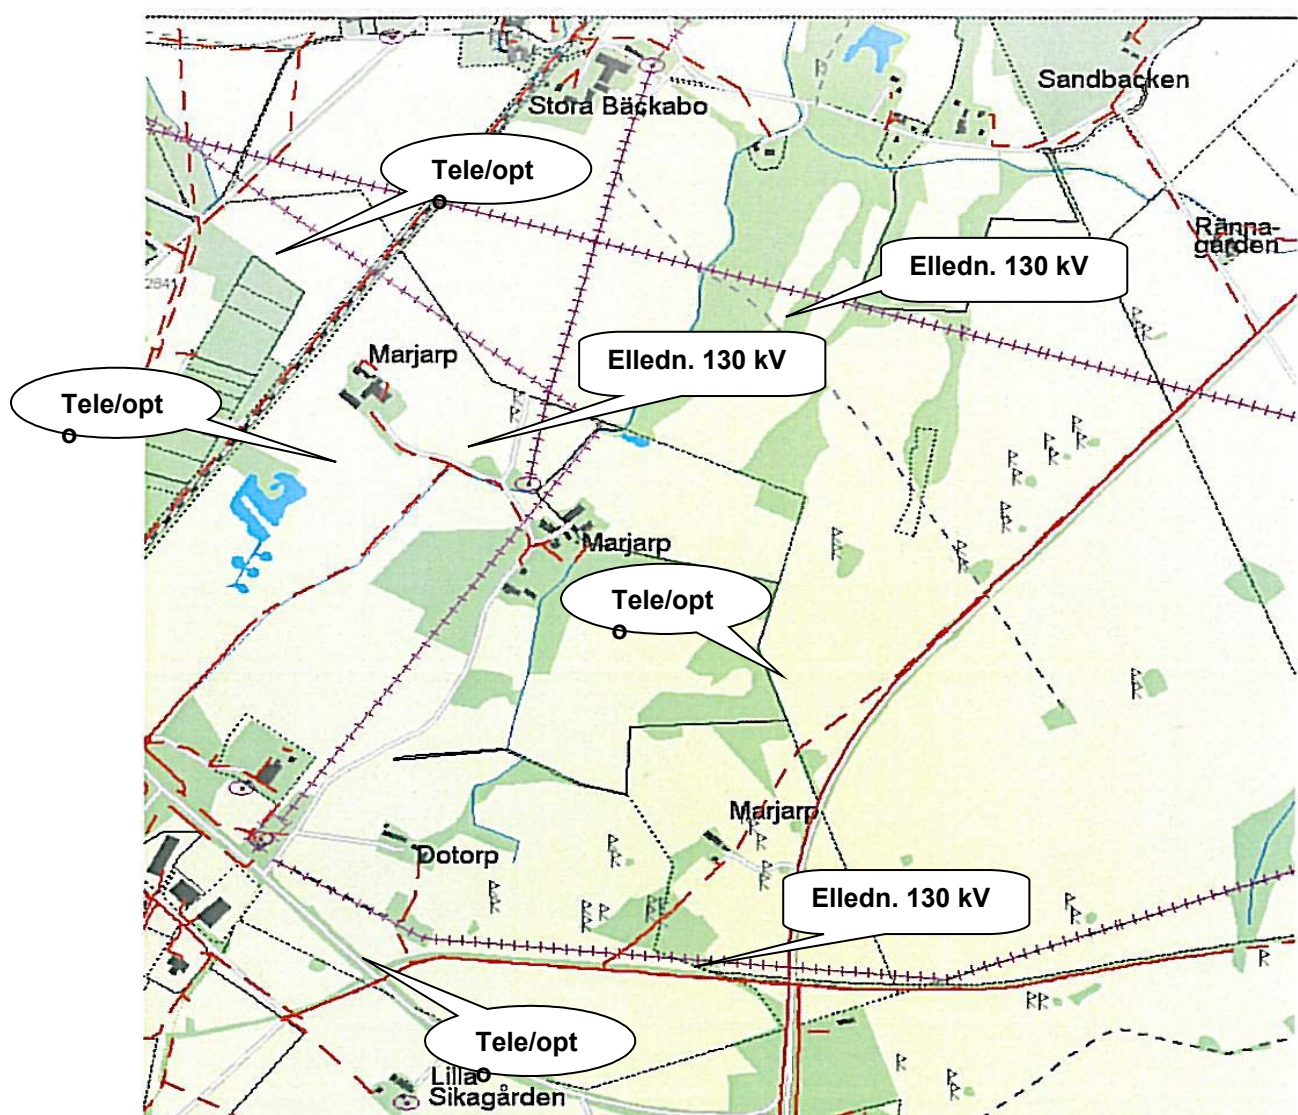 Sandbacken
Stora Bäckabo
Tele/opt
o
Ränna-
gården
Elledn. 130 kV
2841
Marjarp
Elledn. 130 kV
Tele/opt
o
Marjarp
Tele/opt
o
Marjarp
Dotorp
Elledn. 130 kV
Tele/opt
o
Lilla
Sikagården